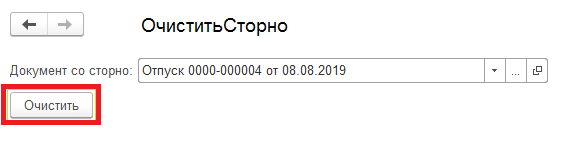 ОчиститьСторно
Документ со сторно: Отпуск 0000-000004 от 08.08.2019 ...
Очистить